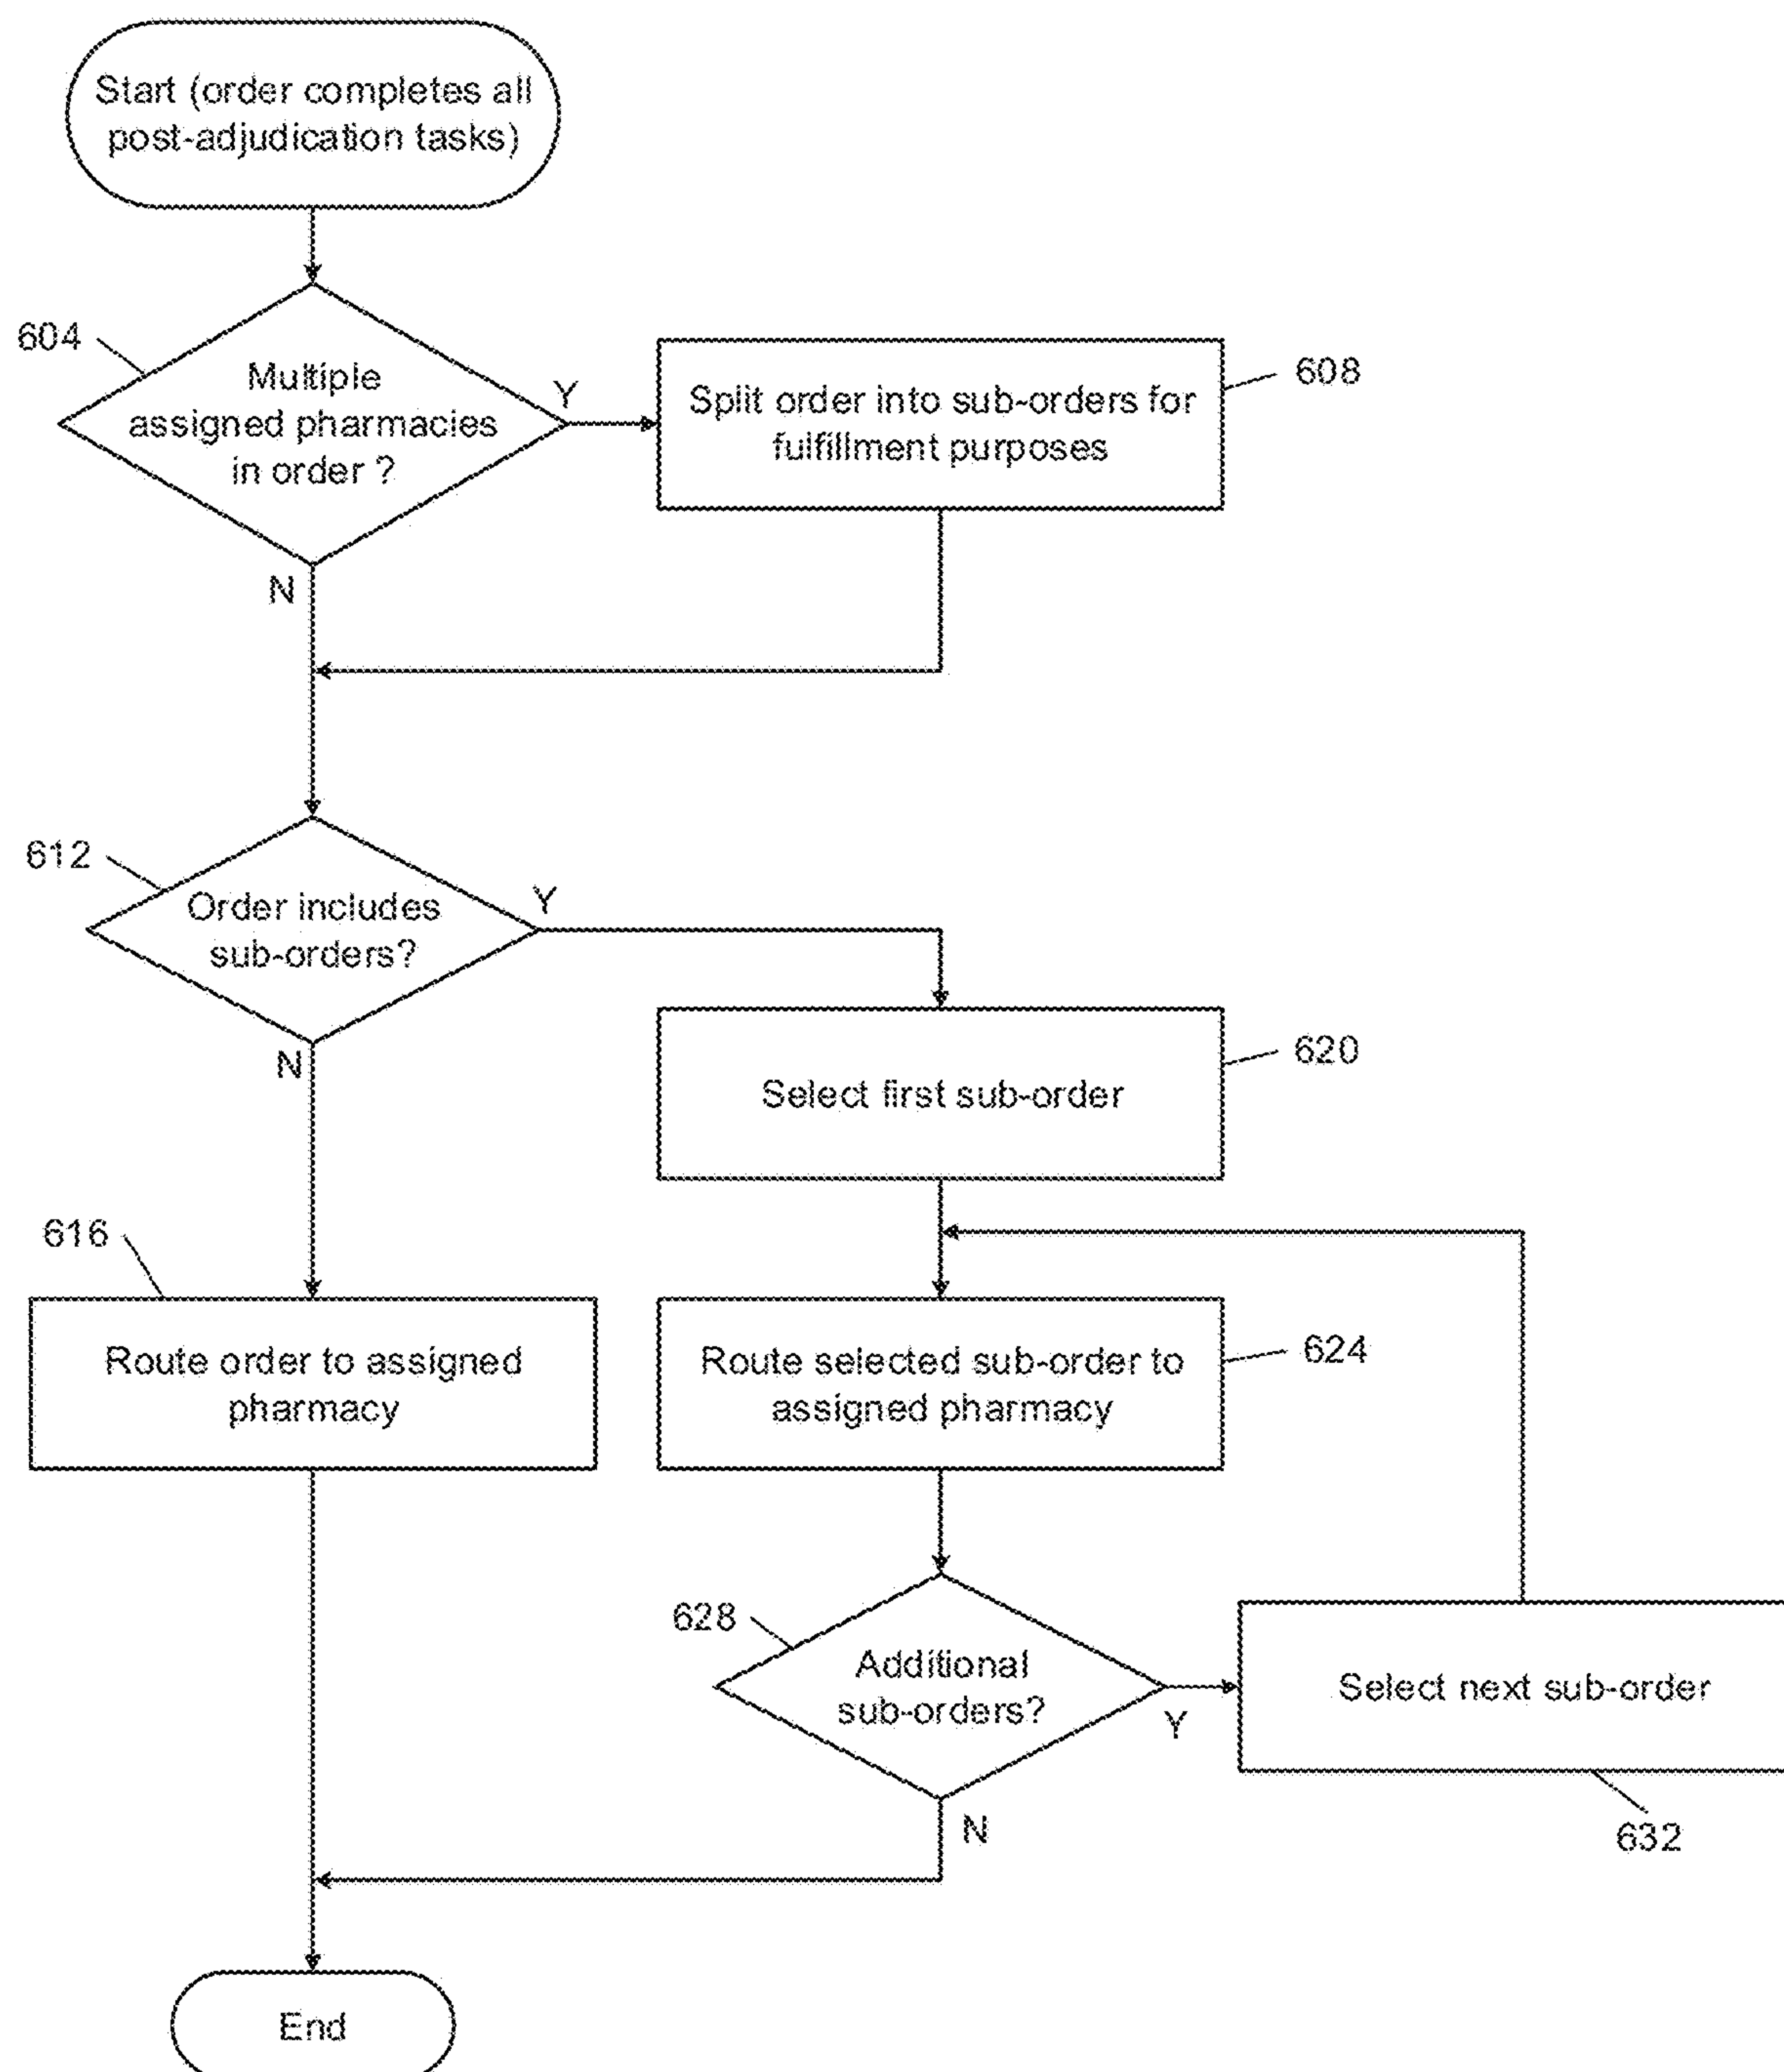 Start (order completes all
post-adjudication tasks)
604
Multiple
assigned pharmacies
in order ?
Y
N
Split order into sub-orders for
fulfillment purposes
608
612
Order includes
sub-orders?
Y
N
Select first sub-order
620
616
Route order to assigned
pharmacy
Route selected sub-order to
assigned pharmacy
624
628
Additional
sub-orders?
Y
N
Select next sub-order
632
End